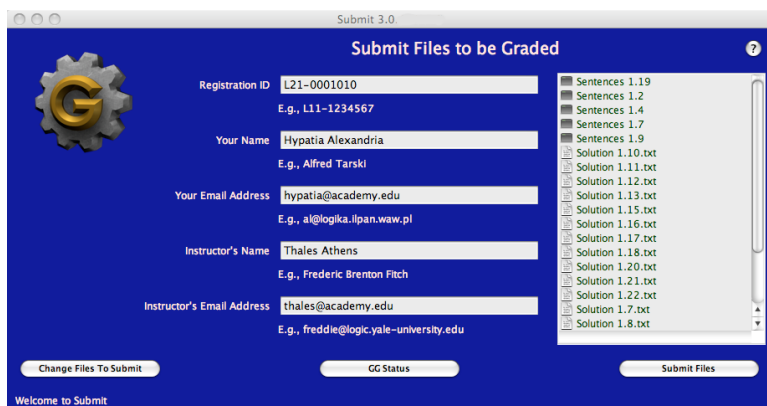 Submit 3.0
Submit Files to be Graded
?
G
Registration ID
L21-0001010
E.g., L11-1234567
Your Name
Hypatia Alexandria
E.g., Alfred Tarski
Your Email Address
hypatia@academy.edu
E.g., al@logika.ilpan.waw.pl
Instructor's Name
Thales Athens
E.g., Frederic Brenton Fitch
Instructor's Email Address
thales@academy.edu
E.g., freddie@logic.yale-university.edu
Sentences 1.19
Sentences 1.2
Sentences 1.4
Sentences 1.7
Sentences 1.9
Solution 1.10.txt
Solution 1.11.txt
Solution 1.12.txt
Solution 1.13.txt
Solution 1.15.txt
Solution 1.16.txt
Solution 1.17.txt
Solution 1.18.txt
Solution 1.20.txt
Solution 1.21.txt
Solution 1.22.txt
Solution 1.7.txt
Solution 1.8.txt
Change Files To Submit
GG Status
Submit Files
Welcome to Submit